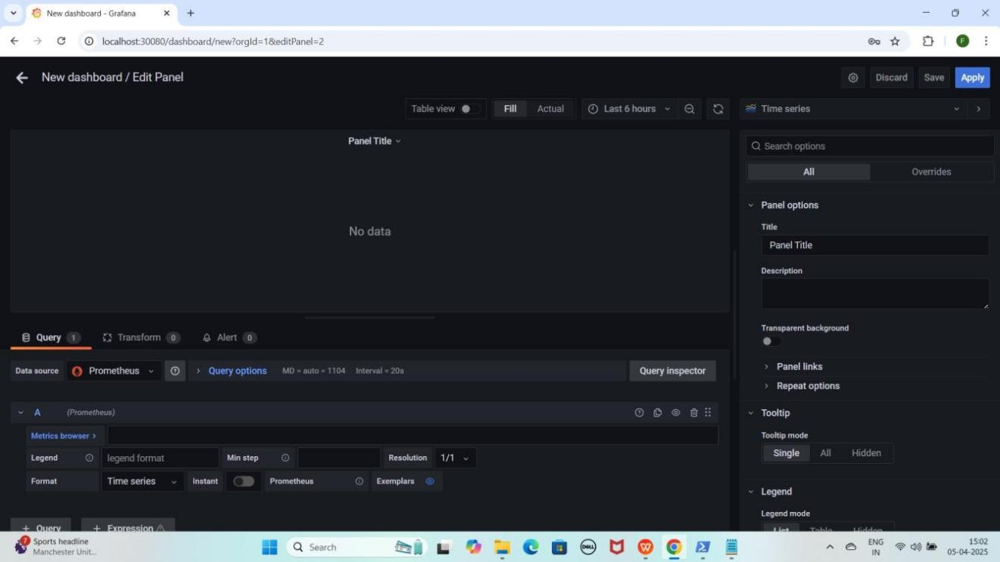 New dashboard - Grafana
localhost:30080/dashboard/new?orgId=1&editPanel=2
F
New dashboard / Edit Panel
Discard
Save
Apply
Table view
Fill
Actual
Last 6 hours
Time series
Panel Title
No data
Search options
All
Overrides
Panel options
Title
Panel Title
Description
Transparent background
Panel links
Repeat options
Tooltip
Tooltip mode
Single
All
Hidden
Legend
Legend mode
List
Table
Hidden
Query 1
Transform 0
Alert 0
Data source
Prometheus
Query options
MD = auto = 1104
Interval = 20s
Query inspector
A
(Prometheus)
Metrics browser >
Legend
legend format
Min step
Resolution
1/1
Format
Time series
Instant
Prometheus
Exemplars
+ Query
+ Expression
7
Sports headline
Manchester Unit...
Search
DELL
ENG
IN
15:02
05-04-2025